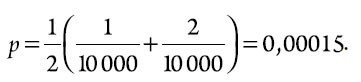 p = 1/2 ( 1/10 000 + 2/10 000 ) = 0,00015.